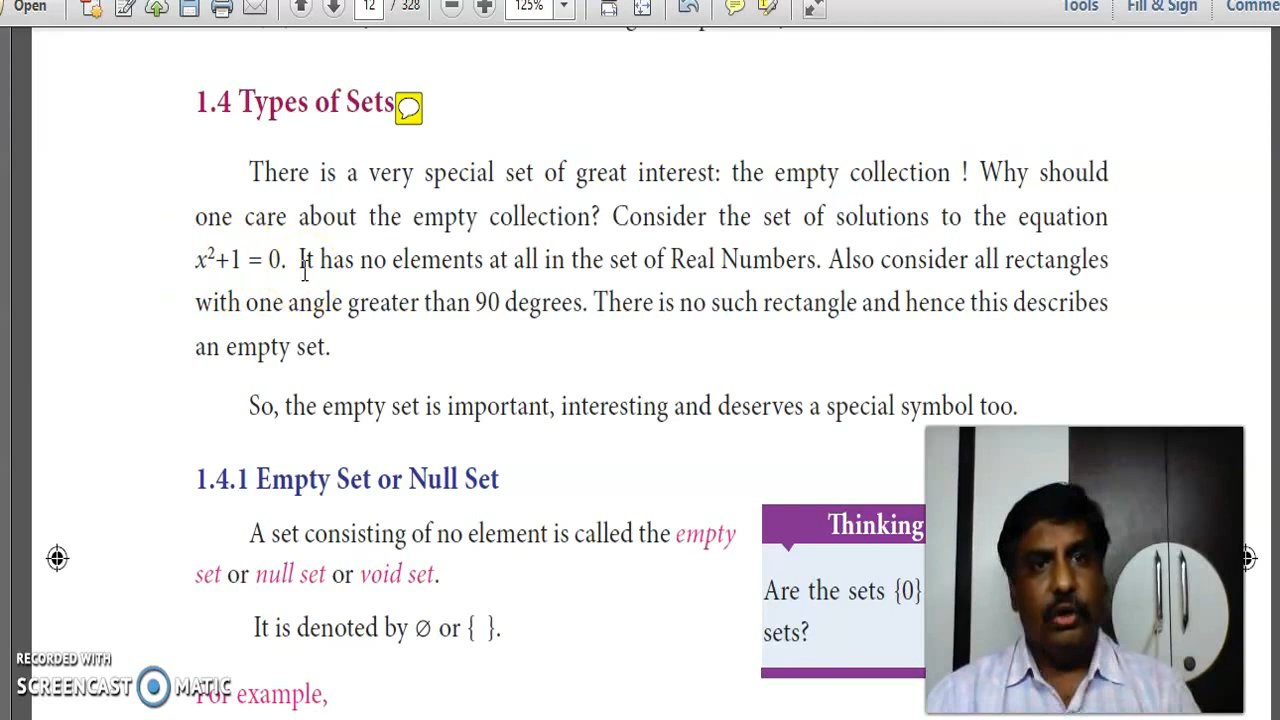 Open
12 / 328
125%
Tools
Fill & Sign
Comme
1.4 Types of Sets
There is a very special set of great interest: the empty collection ! Why should
one care about the empty collection? Consider the set of solutions to the equation
x²+1 = 0. It has no elements at all in the set of Real Numbers. Also consider all rectangles
with one angle greater than 90 degrees. There is no such rectangle and hence this describes
an empty set.
So, the empty set is important, interesting and deserves a special symbol too.
1.4.1 Empty Set or Null Set
A set consisting of no element is called the empty
set or null set or void set.
It is denoted by ∅ or { }.
For example,
Thinking
Are the sets {0}
sets?
RECORDED WITH
SCREENCAST MATIC